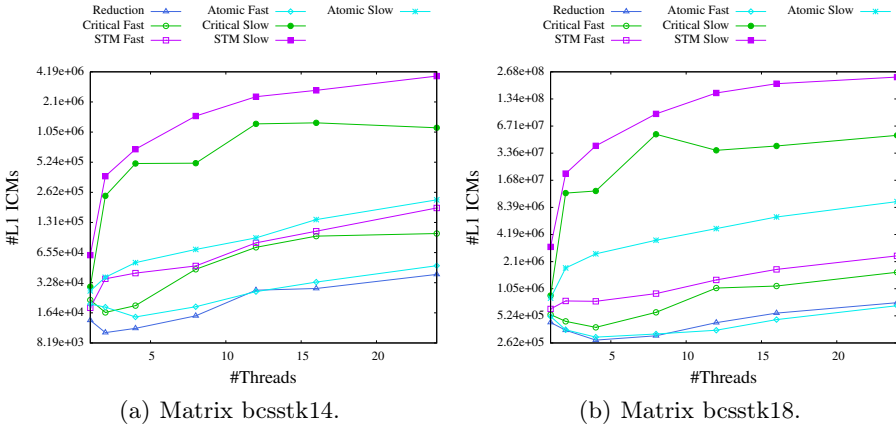 Reduction Atomic Fast Atomic Slow
Critical Fast Critical Slow
STM Fast STM Slow
4.19e+06
2.1e+06
1.05e+06
5.24e+05
2.62e+05
1.31e+05
6.55e+04
3.28e+04
1.64e+04
8.19e+03
#L1 ICMs
5 10 15 20
#Threads
(a) Matrix bcsstk14.
Reduction Atomic Fast Atomic Slow
Critical Fast Critical Slow
STM Fast STM Slow
2.68e+08
1.34e+08
6.71e+07
3.36e+07
1.68e+07
8.39e+06
4.19e+06
2.1e+06
1.05e+06
5.24e+05
2.62e+05
#L1 ICMs
5 10 15 20
#Threads
(b) Matrix bcsstk18.